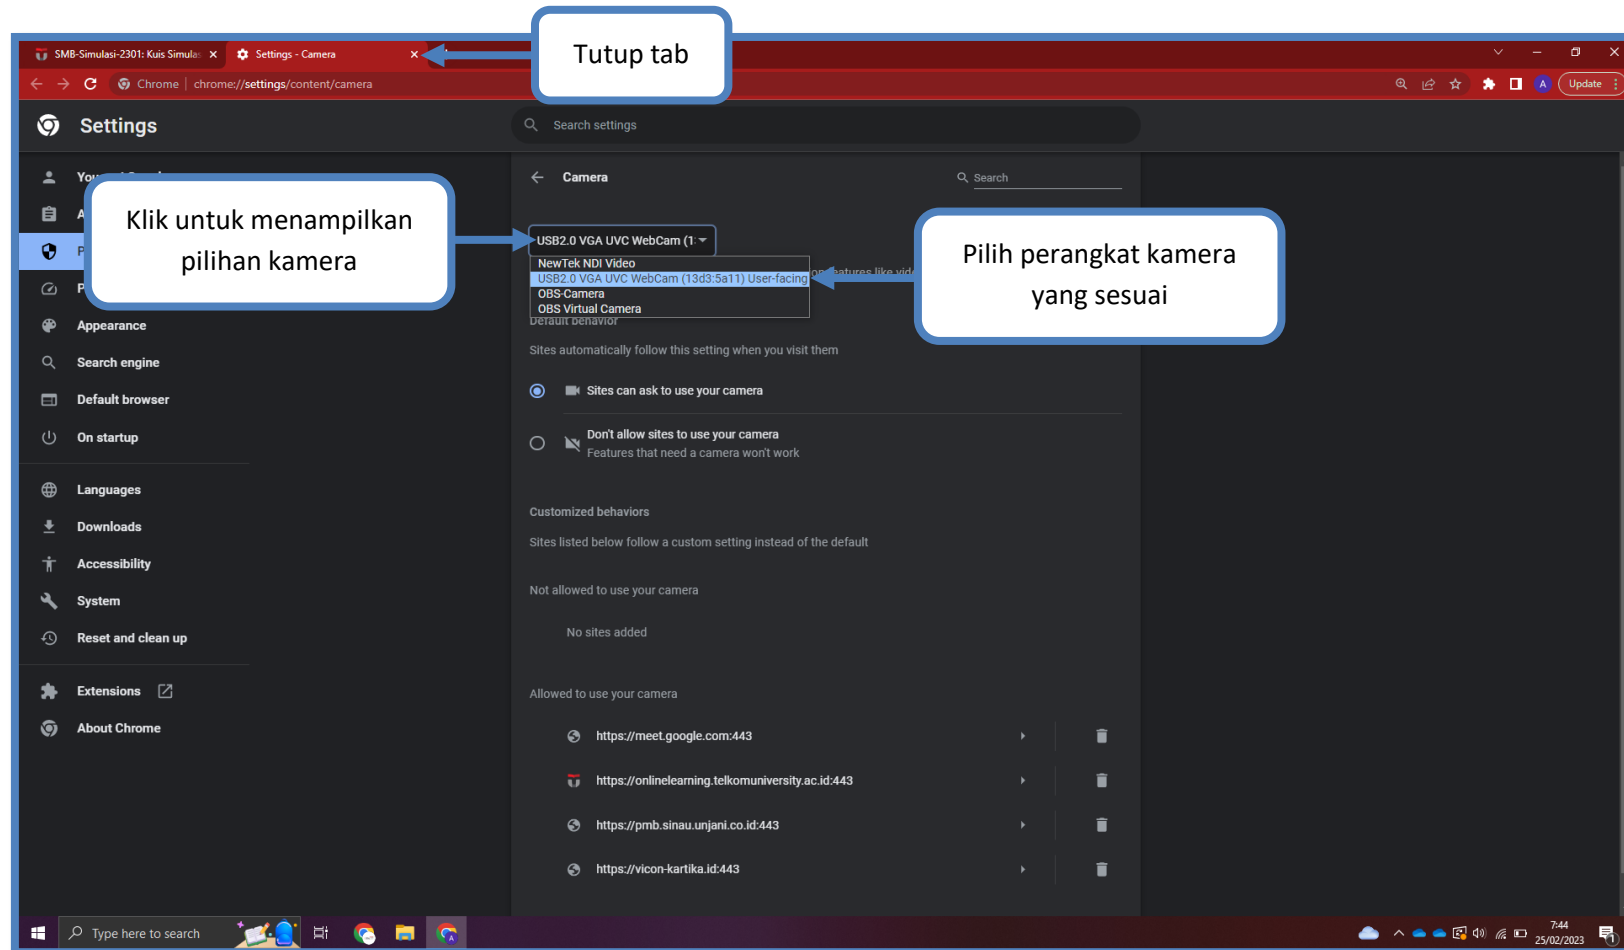 Tutup tab
SMB-Simulasi-2301: Kuis Simulas
Settings - Camera
Chrome | chrome://settings/content/camera
A
Update
Settings
Search settings
Camera
Search
Klik untuk menampilkan
pilihan kamera
Appearance
Search engine
Default browser
On startup
Languages
Downloads
Accessibility
System
Reset and clean up
Extensions
About Chrome
USB2.0 VGA UVC WebCam (1:
NewTek NDI Video
USB2.0 VGA UVC WebCam (13d3:5a11) User-facing
OBS-Camera
OBS Virtual Camera
features like vid
Pilih perangkat kamera
yang sesuai
Default behavior
Sites automatically follow this setting when you visit them
Sites can ask to use your camera
Don't allow sites to use your camera
Features that need a camera won't work
Customized behaviors
Sites listed below follow a custom setting instead of the default
Not allowed to use your camera
No sites added
Allowed to use your camera
https://meet.google.com:443
https://onlinelearning.telkomuniversity.ac.id:443
https://pmb.sinau.unjani.co.id:443
https://vicon-kartika.id:443
Type here to search
7:44
25/02/2023